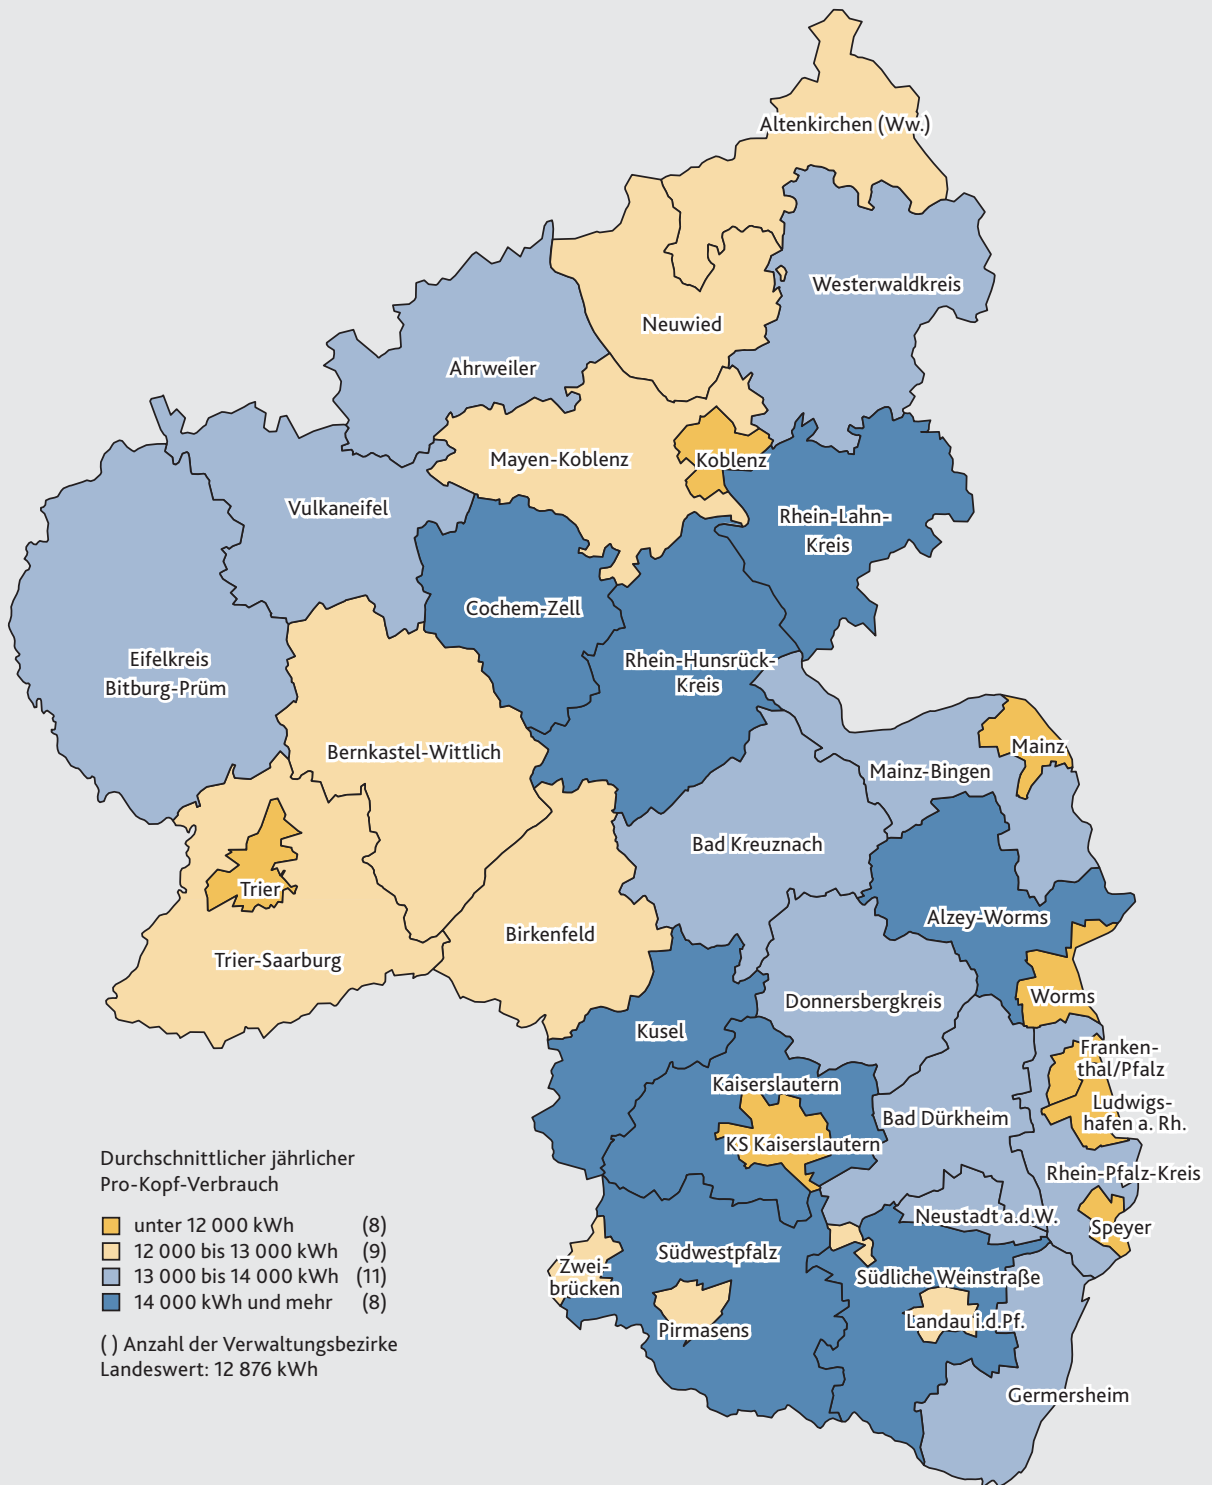 Altenkirchen (Ww.)
Westerwaldkreis
Neuwied
Ahrweiler
Mayen-Koblenz
Koblenz
Vulkaneifel
Rhein-Lahn-
Kreis
Cochem-Zell
Eifelkreis
Bitburg-Prüm
Rhein-Hunsrück-
Kreis
Bernkastel-Wittlich
Mainz
Mainz-Bingen
Bad Kreuznach
Trier
Alzey-Worms
Birkenfeld
Trier-Saarburg
Worms
Donnersbergkreis
Kusel
Franken-
thal/Pfalz
Kaiserslautern
Ludwigs-
hafen a. Rh.
Bad Dürkheim
KS Kaiserslautern
Rhein-Pfalz-Kreis
Neustadt a.d.W.
Speyer
Südwestpfalz
Zwei-
brücken
Südliche Weinstraße
Landau i.d.Pf.
Pirmasens
Germersheim
Durchschnittlicher jährlicher
Pro-Kopf-Verbrauch
unter 12 000 kWh (8)
12 000 bis 13 000 kWh (9)
13 000 bis 14 000 kWh (11)
14 000 kWh und mehr (8)
( ) Anzahl der Verwaltungsbezirke
Landeswert: 12 876 kWh